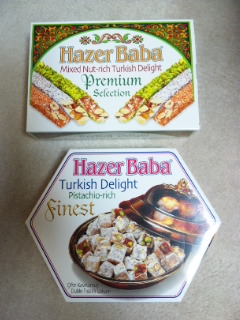 Hazer Baba
Mixed Nut-rich Turkish Delight
Premium
Selection
Hazer Baba
Turkish Delight
Pistachio-rich
Finest